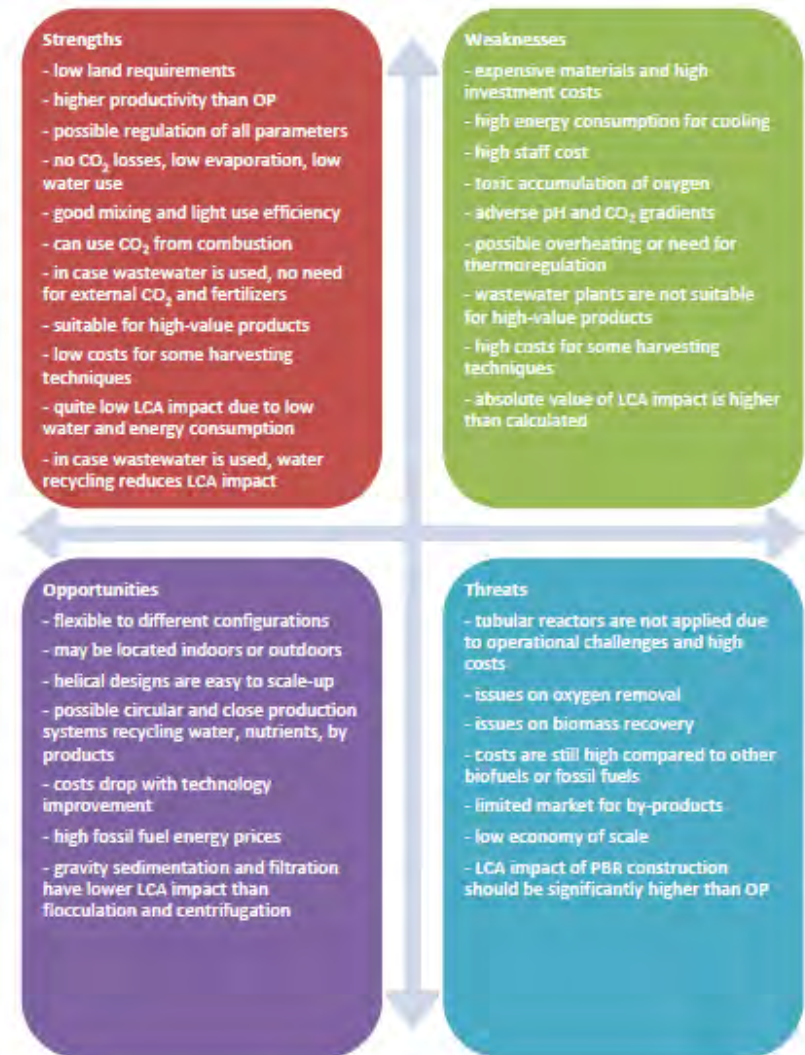 Strengths
- low land requirements
- higher productivity than OP
- possible regulation of all parameters
- no CO₂ losses, low evaporation, low
water use
- good mixing and light use efficiency
- can use CO₂ from combustion
- in case wastewater is used, no need
for external CO₂ and fertilizers
- suitable for high-value products
- low costs for some harvesting
techniques
- quite low LCA impact due to low
water and energy consumption
- in case wastewater is used, water
recycling reduces LCA impact
Weaknesses
- expensive materials and high
investment costs
- high energy consumption for cooling
- high staff cost
- toxic accumulation of oxygen
- adverse pH and CO₂ gradients
- possible overheating or need for
thermoregulation
- wastewater plants are not suitable
for high-value products
- high costs for some harvesting
techniques
- absolute value of LCA impact is higher
than calculated
Opportunities
- flexible to different configurations
- may be located indoors or outdoors
- helical designs are easy to scale-up
- possible circular and close production
systems recycling water, nutrients, by
products
- costs drop with technology
improvement
- high fossil fuel energy prices
- gravity sedimentation and filtration
have lower LCA impact than
flocculation and centrifugation
Threats
- tubular reactors are not applied due
to operational challenges and high
costs
- issues on oxygen removal
- issues on biomass recovery
- costs are still high compared to other
biofuels or fossil fuels
- limited market for by-products
- low economy of scale
- LCA impact of PBR construction
should be significantly higher than OP